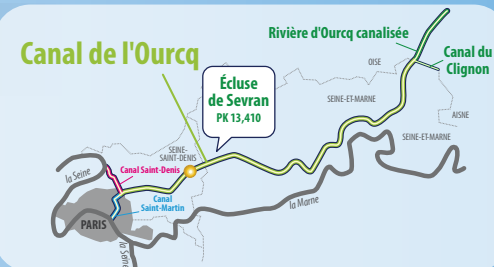 Rivière d'Ourcq canalisée
Canal de l'Ourcq
Canal du
Clignon
OISE
Écluse
de Sevran
PK 13,410
SEINE-ET-MARNE
AISNE
SEINE-ET-MARNE
SEINE-
SAINT-DENIS
la Seine
Canal Saint-Denis
Canal
Saint-Martin
la Marne
PARIS
la Seine